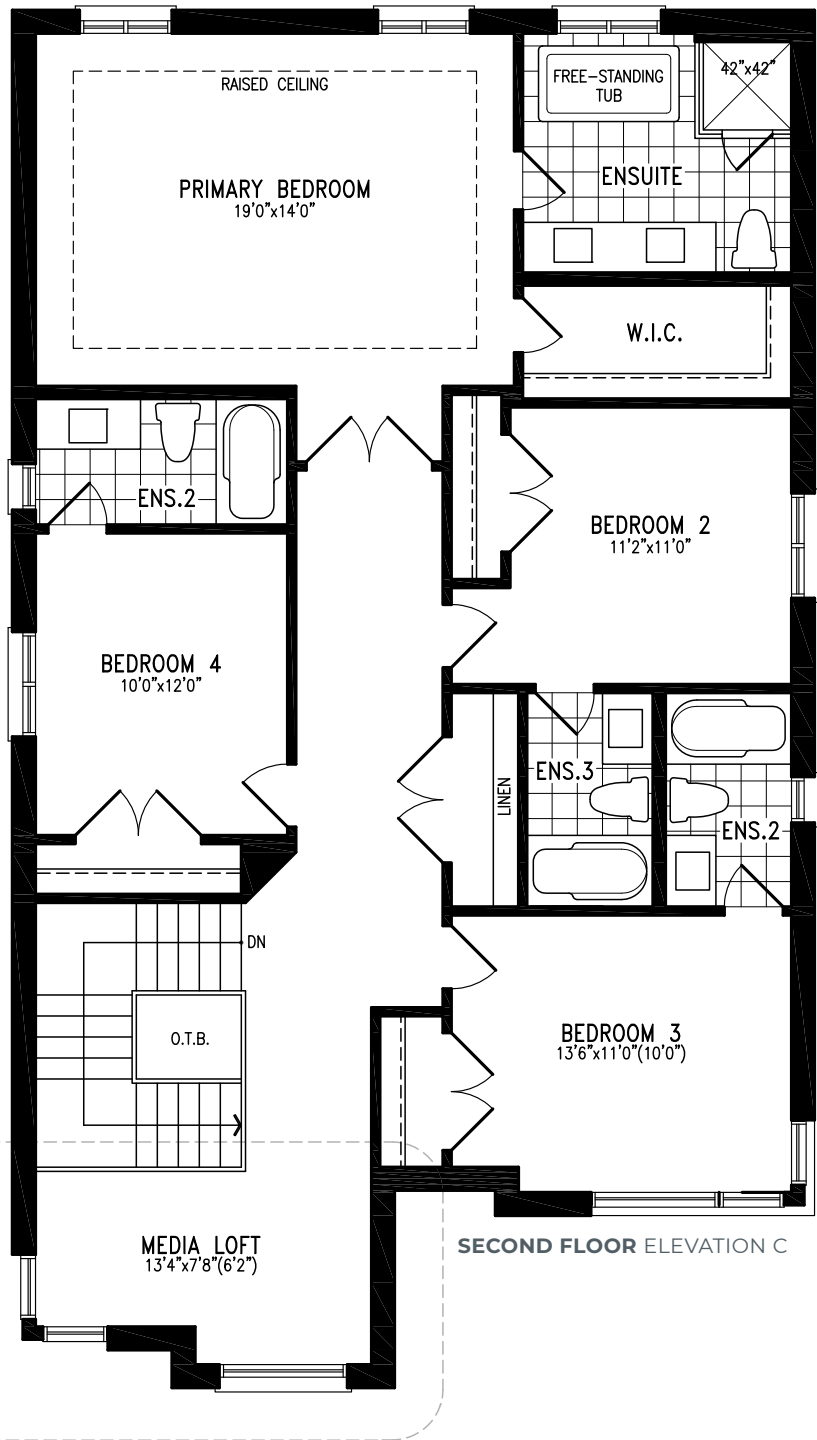 RAISED CEILING
PRIMARY BEDROOM
19'0"x14'0"
FREE-STANDING
TUB
42"x42"
ENSUITE
W.I.C.
ENS.2
BEDROOM 2
11'2"x11'0"
BEDROOM 4
10'0"x12'0"
LINEN
ENS.3
ENS.2
DN
O.T.B.
BEDROOM 3
13'6"x11'0"(10'0")
MEDIA LOFT
13'4"x7'8"(6'2")
SECOND FLOOR ELEVATION C